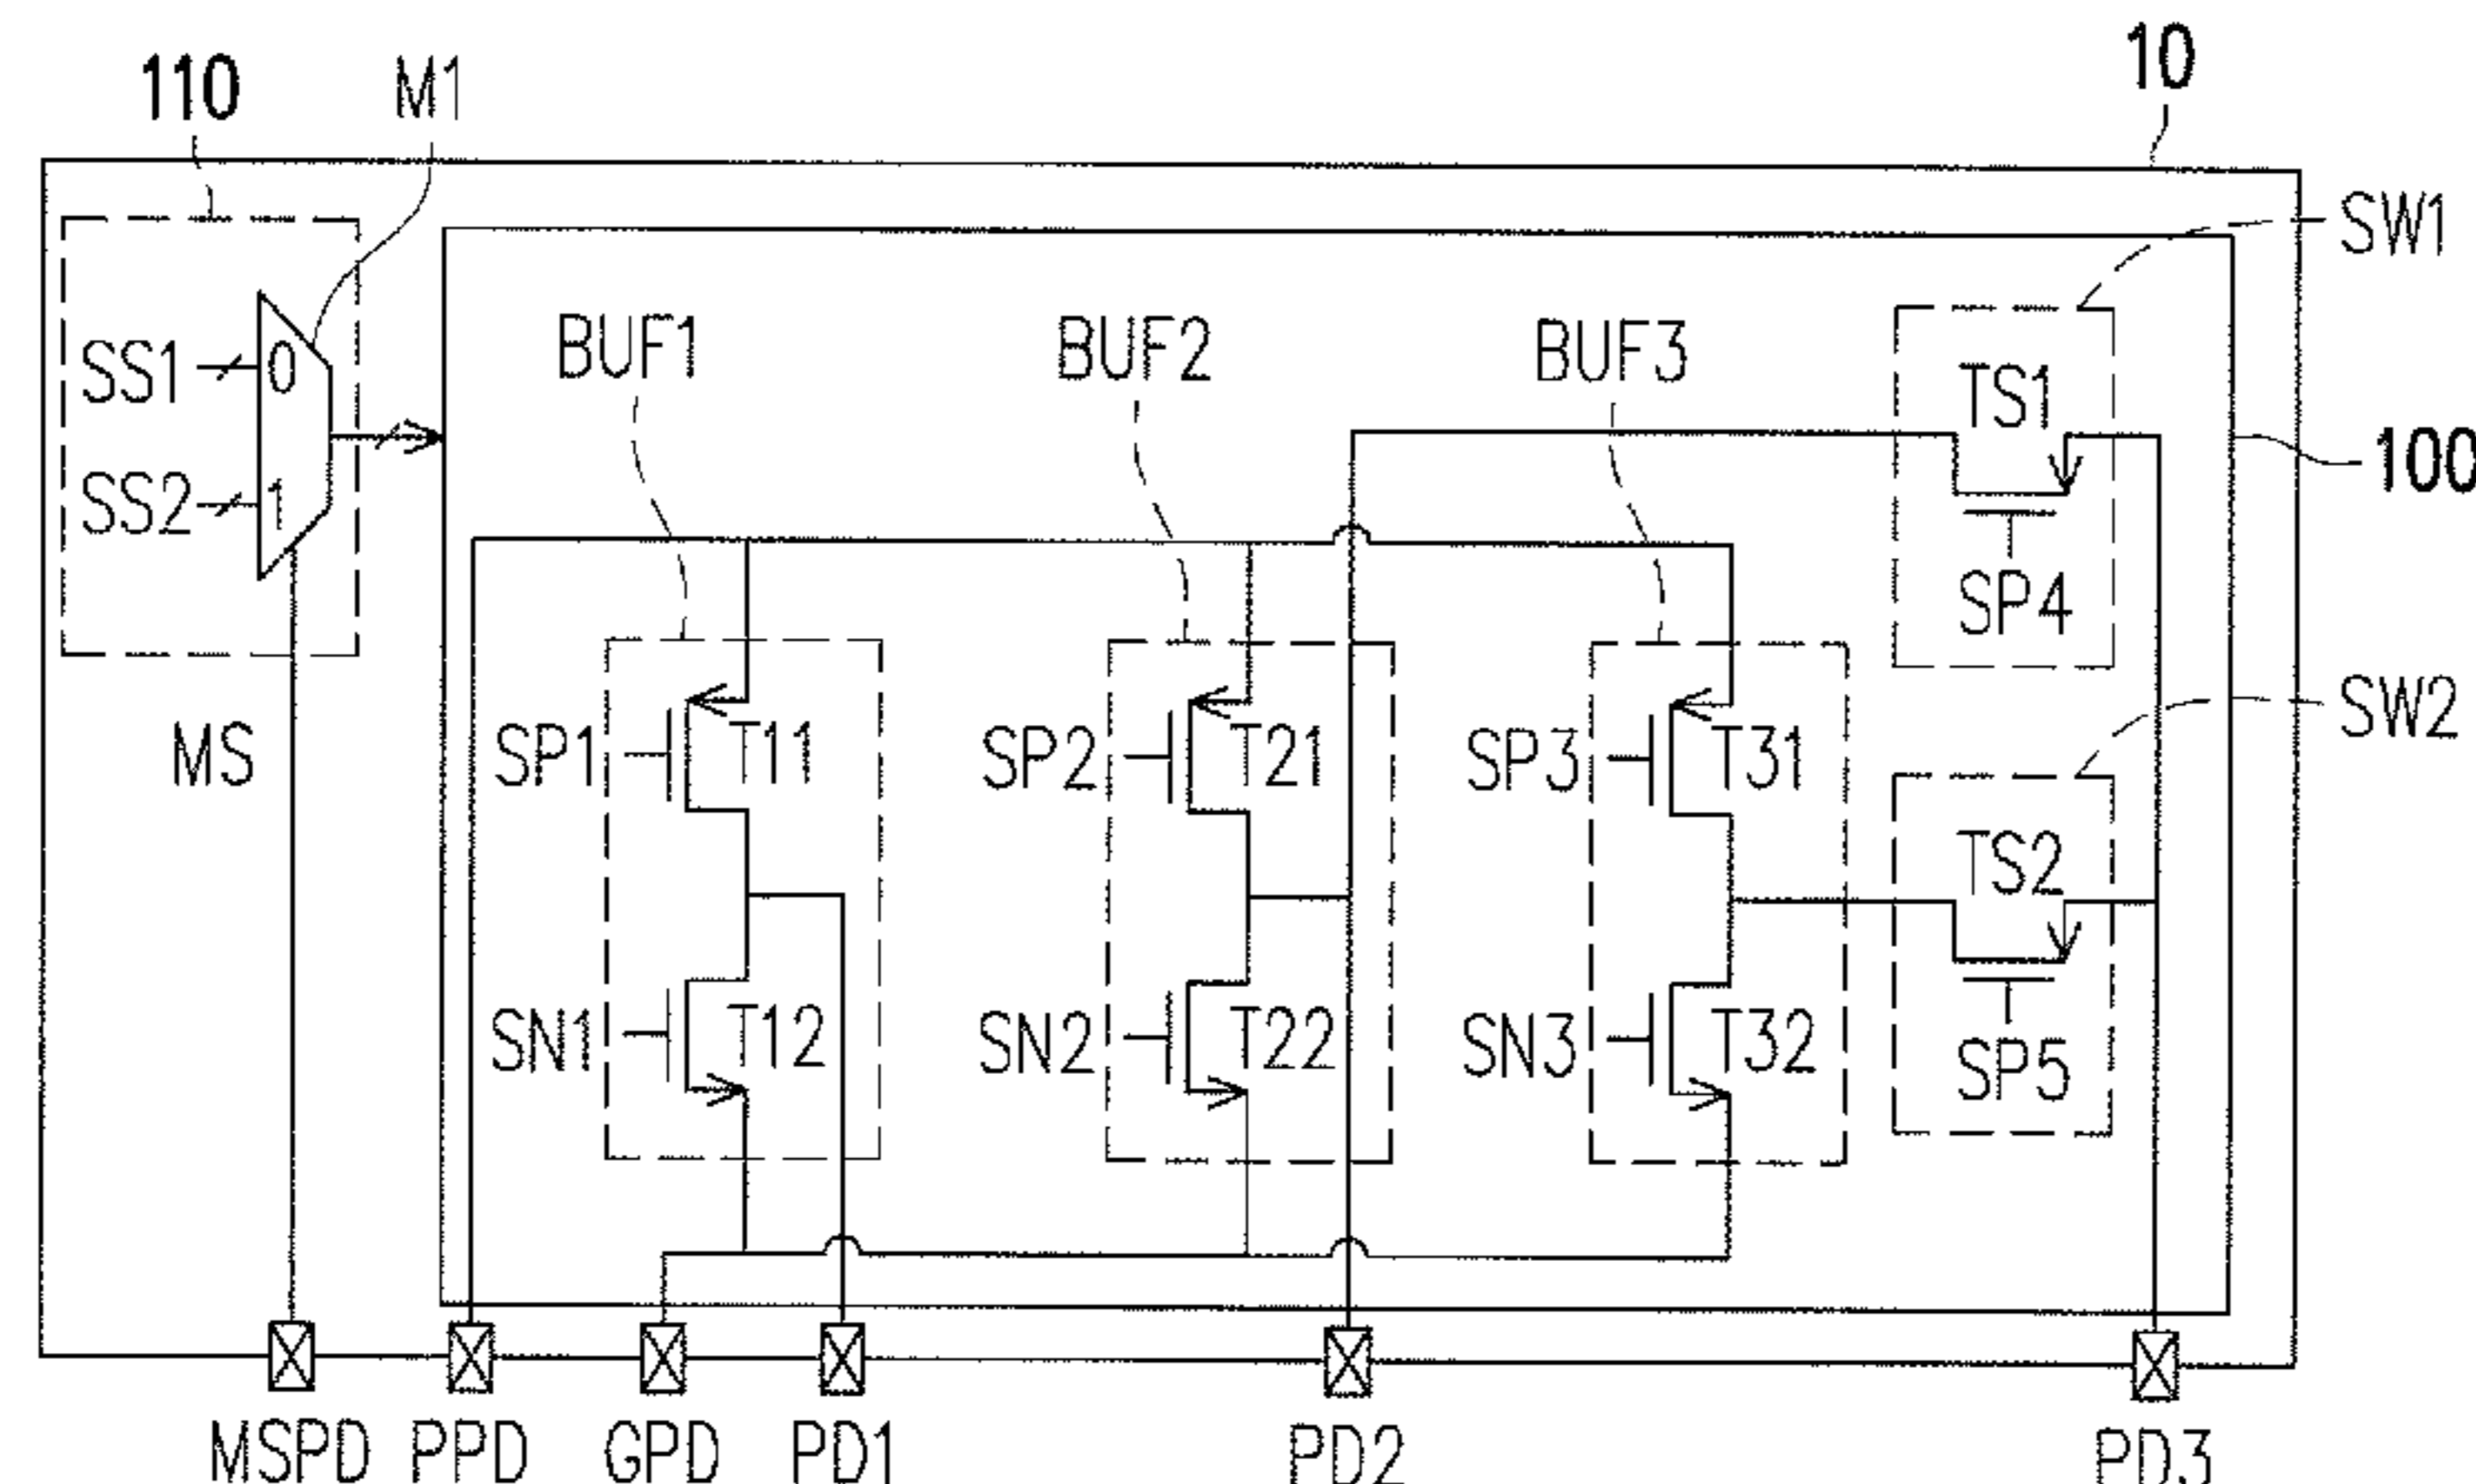 110
M1
10
SW1
SS1
0
BUF1
BUF2
BUF3
TS1
100
SS2
1
SP4
MS
SP1
T11
SP2
T21
SP3
T31
SW2
TS2
SN1
T12
SN2
T22
SN3
T32
SP5
MSPD
PPD
GPD
PD1
PD2
PD3